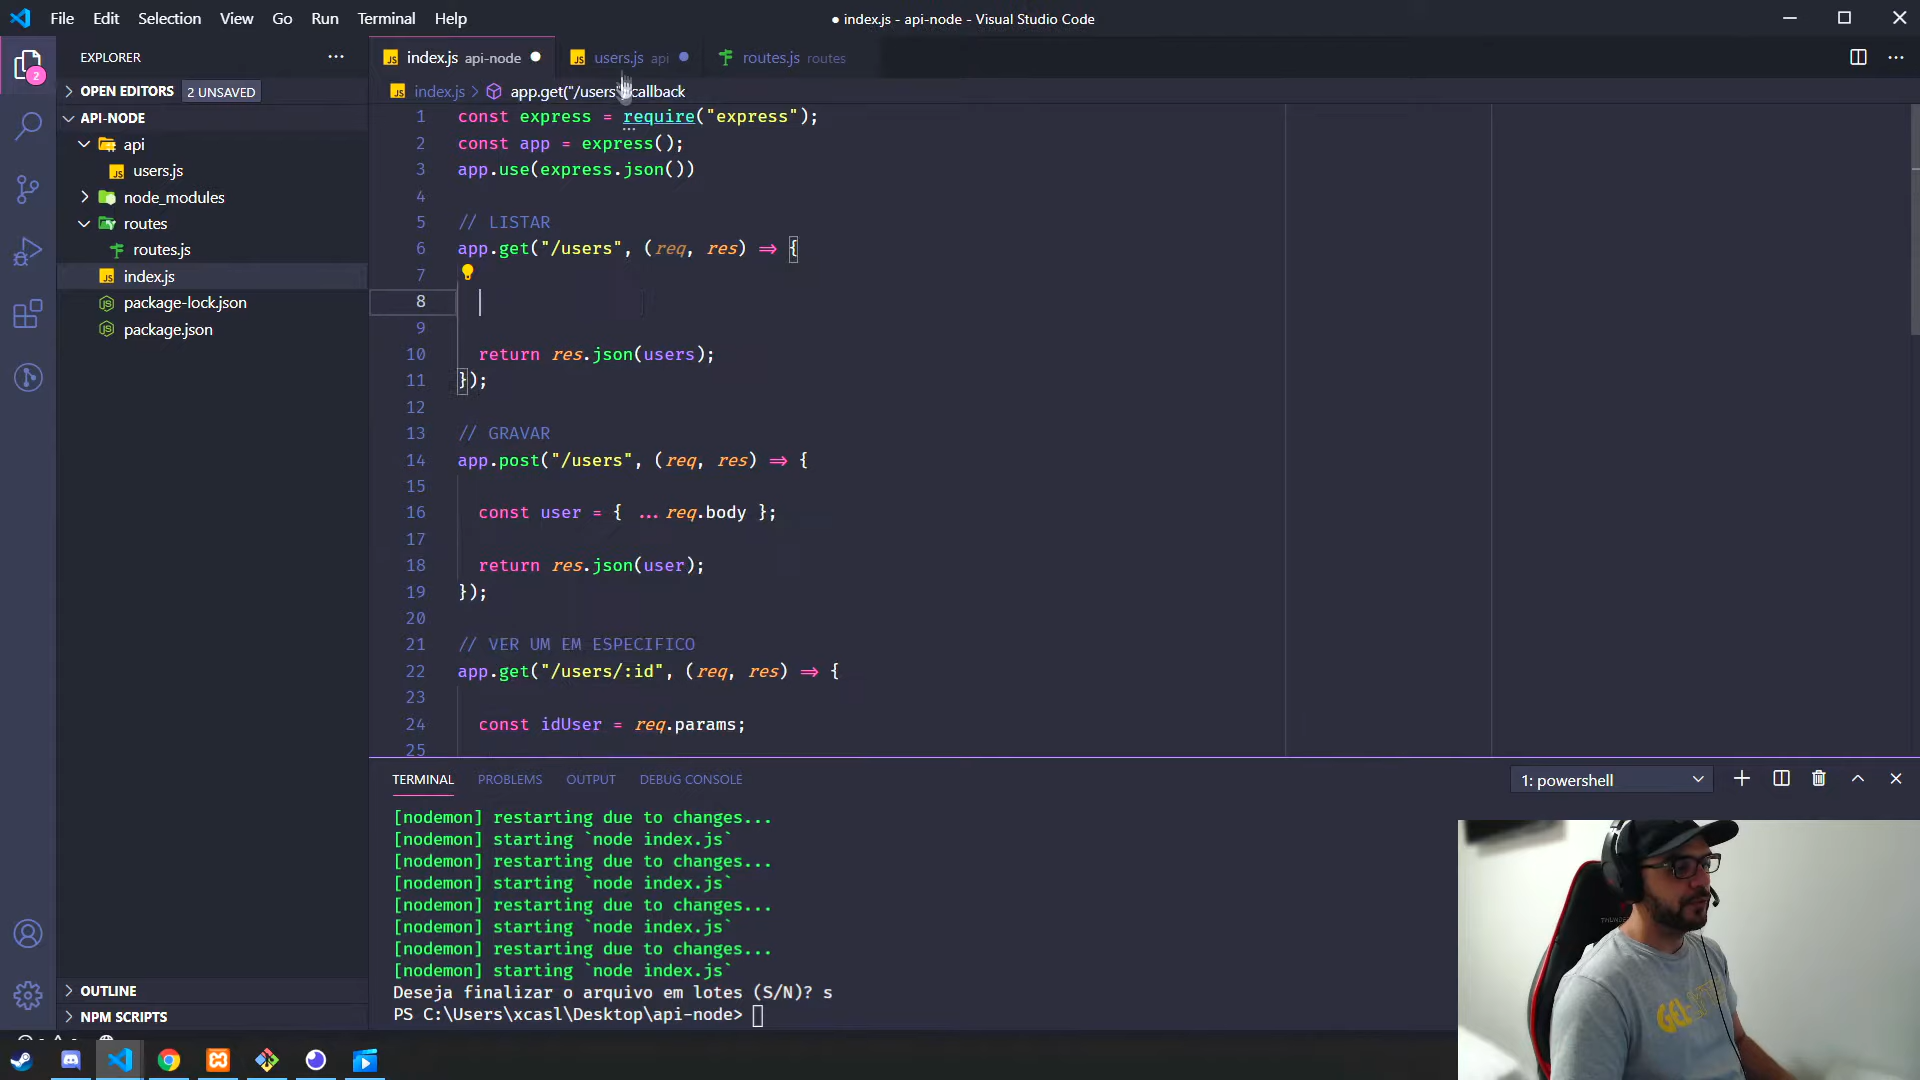 File Edit Selection View Go Run Terminal Help
● index.js - api-node - Visual Studio Code
EXPLORER
OPEN EDITORS 2 UNSAVED
API-NODE
api
users.js
node_modules
routes
routes.js
index.js
package-lock.json
package.json
OUTLINE
NPM SCRIPTS
2
index.js api-node
users.js api
routes.js routes
index.js > app.get("/users") callback
1 const express = require("express");
2 const app = express();
3 app.use(express.json())
4
5 // LISTAR
6 app.get("/users", (req, res) => {
7
8
9
10 return res.json(users);
11 });
12
13 // GRAVAR
14 app.post("/users", (req, res) => {
15
16 const user = { ...req.body };
17
18 return res.json(user);
19 });
20
21 // VER UM EM ESPECIFICO
22 app.get("/users/:id", (req, res) => {
23
24 const idUser = req.params;
25
TERMINAL PROBLEMS OUTPUT DEBUG CONSOLE
1: powershell
[nodemon] restarting due to changes...
[nodemon] starting `node index.js`
[nodemon] restarting due to changes...
[nodemon] starting `node index.js`
[nodemon] restarting due to changes...
[nodemon] starting `node index.js`
[nodemon] restarting due to changes...
[nodemon] starting `node index.js`
Deseja finalizar o arquivo em lotes (S/N)? s
PS C:\Users\xcasl\Desktop\api-node>